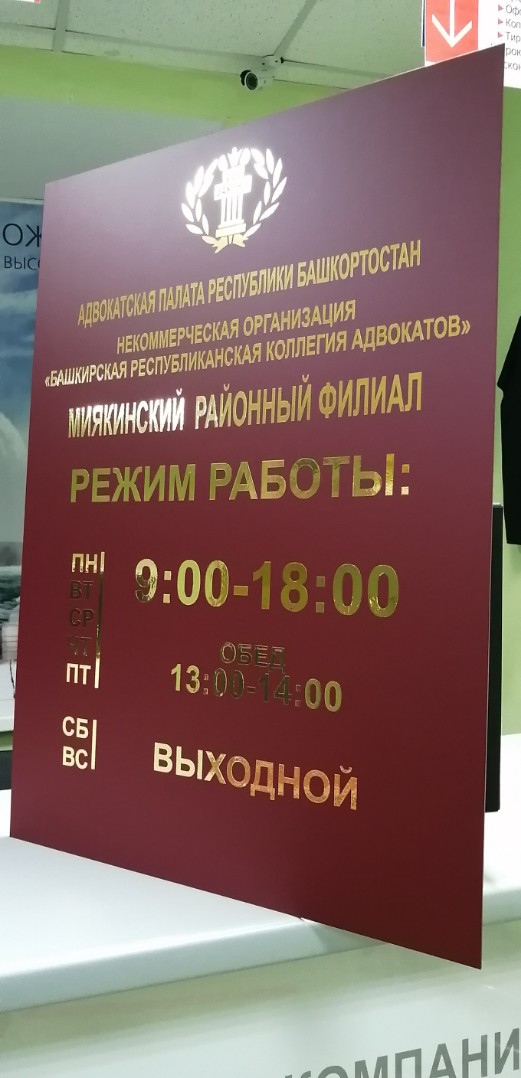 АДВОКАТСКАЯ ПАЛАТА РЕСПУБЛИКИ БАШКОРТОСТАН
НЕКОММЕРЧЕСКАЯ ОРГАНИЗАЦИЯ
«БАШКИРСКАЯ РЕСПУБЛИКАНСКАЯ КОЛЛЕГИЯ АДВОКАТОВ»
МИЯКИНСКИЙ РАЙОННЫЙ ФИЛИАЛ
РЕЖИМ РАБОТЫ:
ПН
ВТ
СР
ЧТ
ПТ
9:00-18:00
ОБЕД
13:00-14:00
СБ
ВС
ВЫХОДНОЙ